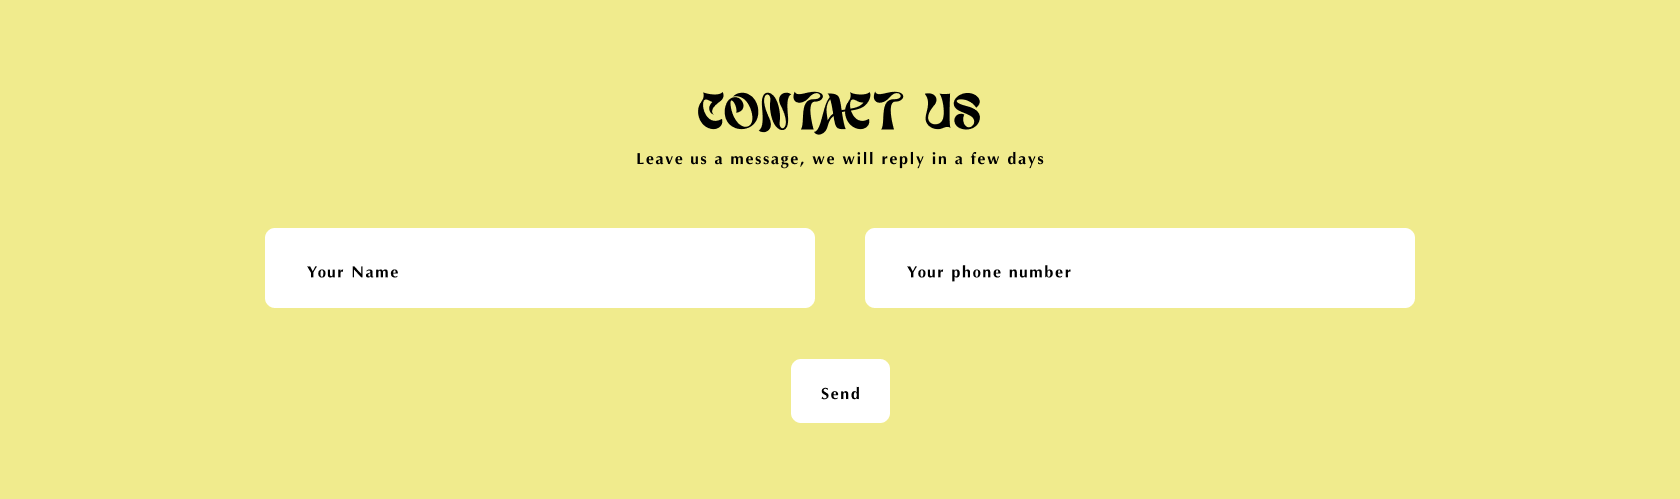 CONTACT US
Leave us a message, we will reply in a few days
Your Name
Your phone number
Send